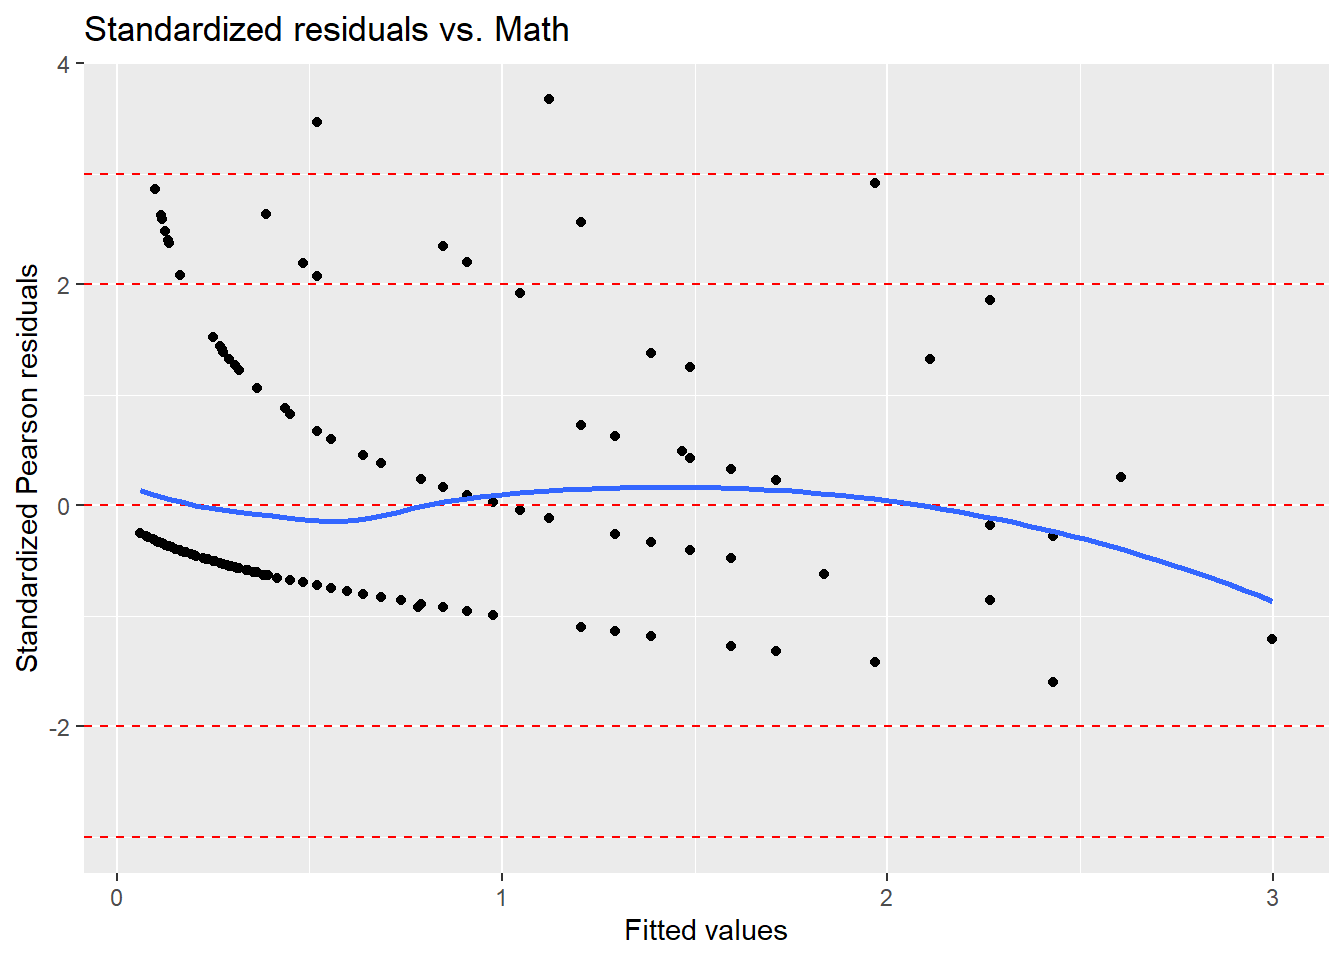 Standardized residuals vs. Math
Standardized Pearson residuals
4
2
0
-2
0
1
2
3
Fitted values